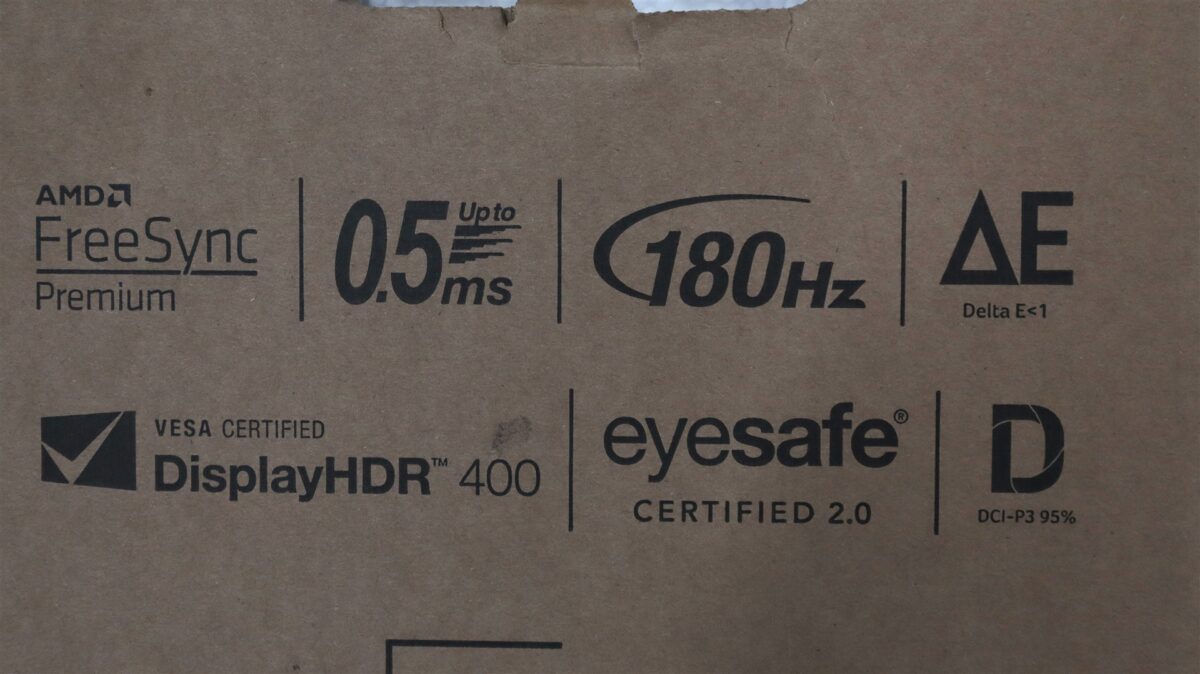 AMD
FreeSync
Premium
0.5 Up to ms
180Hz
ΔE
Delta E<1
VESA CERTIFIED
DisplayHDR™ 400
eyesafe®
CERTIFIED 2.0
D
DCI-P3 95%